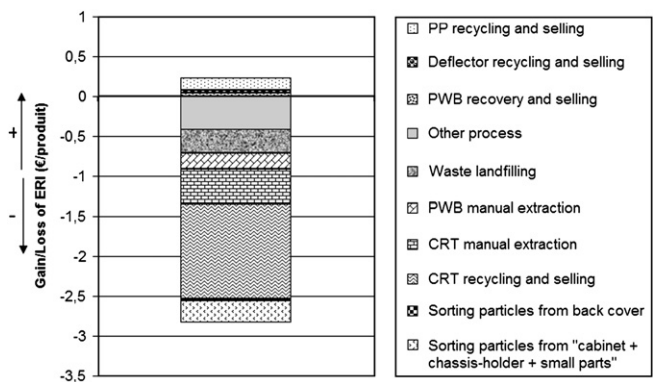 1
0,5
0
-0,5
-1
-1,5
-2
-2,5
-3
-3,5
+
-
Gain/Loss of ERI (€/produit)
PP recycling and selling
Deflector recycling and selling
PWB recovery and selling
Other process
Waste landfilling
PWB manual extraction
CRT manual extraction
CRT recycling and selling
Sorting particles from back cover
Sorting particles from "cabinet +
chassis-holder + small parts"